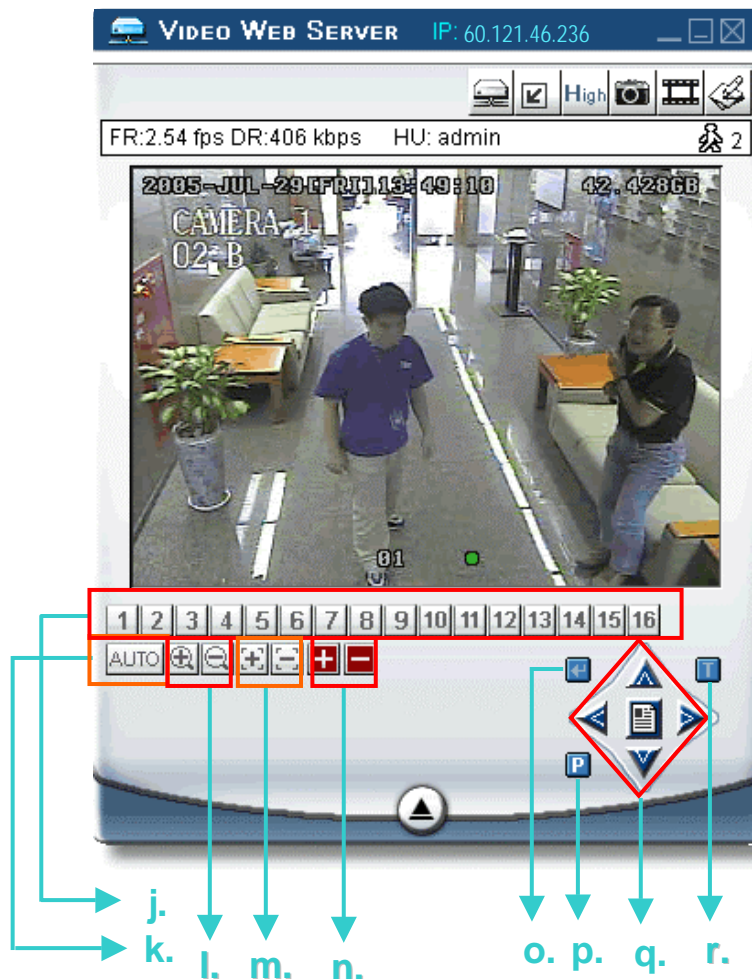 VIDEO WEB SERVER IP: 60.121.46.236
High
FR:2.54 fps DR:406 kbps HU: admin 2
2005-JUL-29[FRI]13:49:10 42.428GB
CAMERA 1
02 B
01
1 2 3 4 5 6 7 8 9 10 11 12 13 14 15 16
AUTO
T
P
j.
k. l. m. n. o. p. q. r.